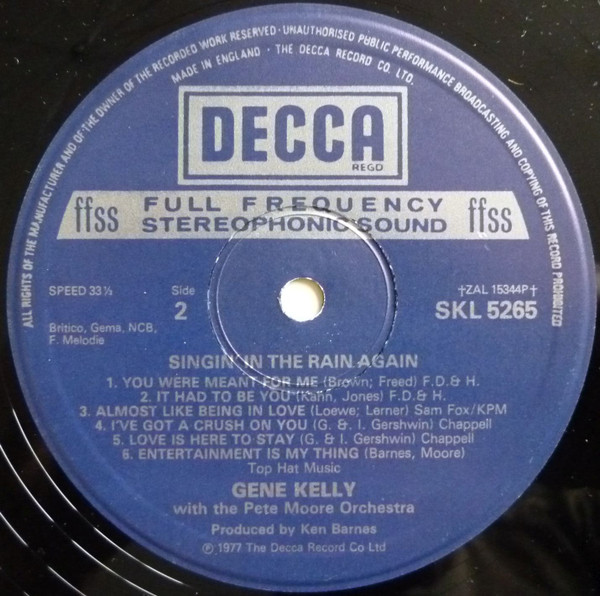 ALL RIGHTS OF THE MANUFACTURER AND OF THE OWNER OF THE RECORDED WORK RESERVED · UNAUTHORISED PUBLIC PERFORMANCE BROADCASTING AND COPYING OF THIS RECORD PROHIBITED
MADE IN ENGLAND · THE DECCA RECORD CO. LTD.
DECCA
REGD
ffss FULL FREQUENCY STEREOPHONIC SOUND ffss
SPEED 33⅓
Side
2
†ZAL 15344P†
SKL 5265
Britico, Gema, NCB,
F. Melodie
SINGIN' IN THE RAIN AGAIN
1. YOU WERE MEANT FOR ME (Brown; Freed) F.D.& H.
2. IT HAD TO BE YOU (Kahn, Jones) F.D.& H.
3. ALMOST LIKE BEING IN LOVE (Loewe; Lerner) Sam Fox/KPM
4. I'VE GOT A CRUSH ON YOU (G. & I. Gershwin) Chappell
5. LOVE IS HERE TO STAY (G. & I. Gershwin) Chappell
6. ENTERTAINMENT IS MY THING (Barnes, Moore)
Top Hat Music
GENE KELLY
with the Pete Moore Orchestra
Produced by Ken Barnes
℗ 1977 The Decca Record Co Ltd